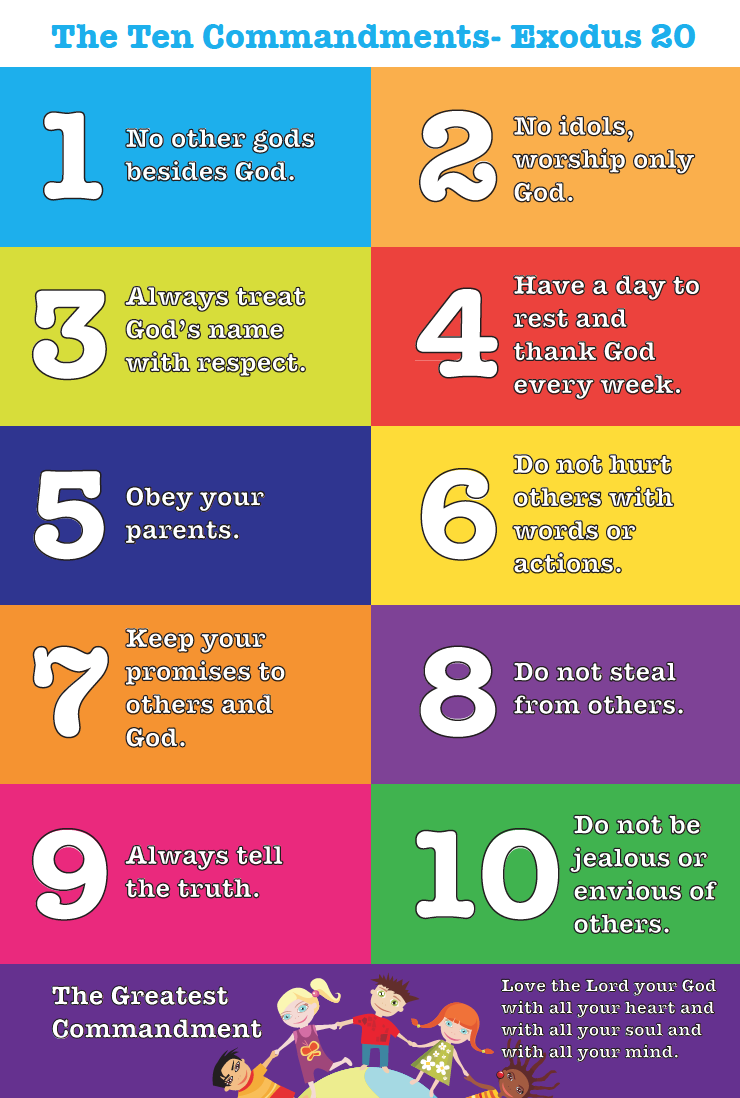 The Ten Commandments- Exodus 20
1
No other gods
besides God.
2
No idols,
worship only
God.
3
Always treat
God's name
with respect.
4
Have a day to
rest and
thank God
every week.
5
Obey your
parents.
6
Do not hurt
others with
words or
actions.
7
Keep your
promises to
others and
God.
8
Do not steal
from others.
9
Always tell
the truth.
10
Do not be
jealous or
envious of
others.
The Greatest
Commandment
Love the Lord your God
with all your heart and
with all your soul and
with all your mind.